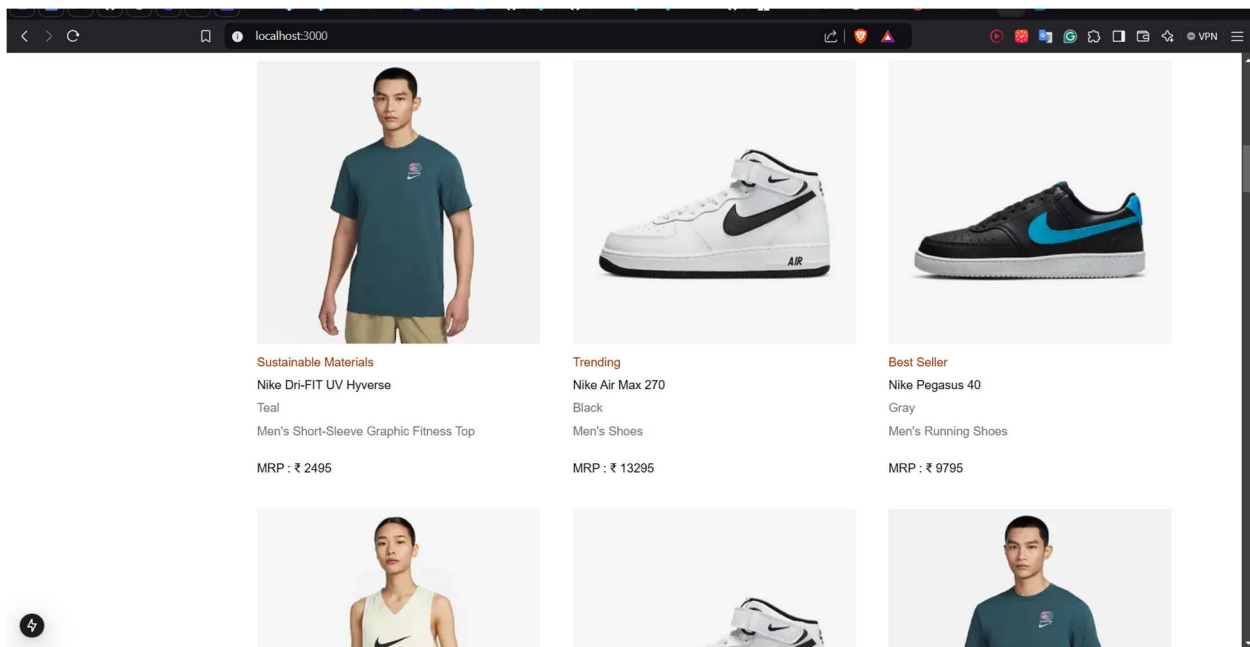 localhost:3000
VPN
AIR
Sustainable Materials
Nike Dri-FIT UV Hyverse
Teal
Men's Short-Sleeve Graphic Fitness Top
MRP : ₹ 2495
Trending
Nike Air Max 270
Black
Men's Shoes
MRP : ₹ 13295
Best Seller
Nike Pegasus 40
Gray
Men's Running Shoes
MRP : ₹ 9795